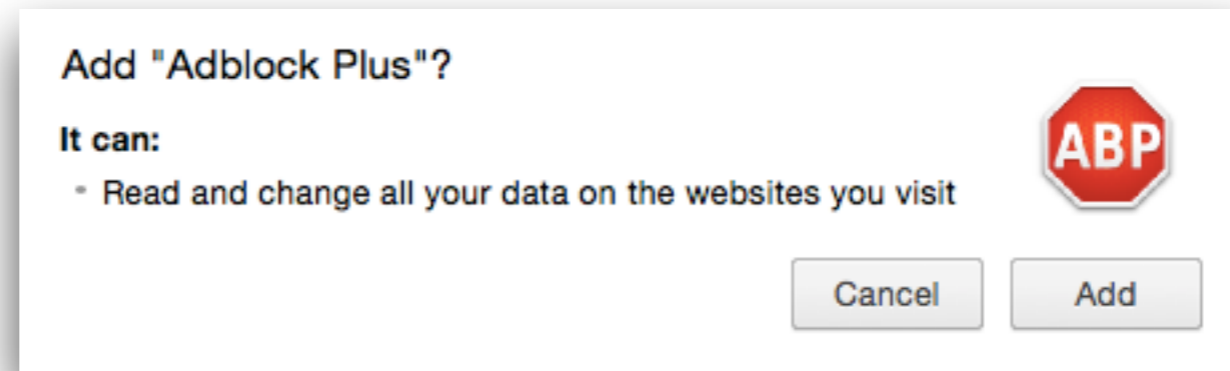 Add "Adblock Plus"?
It can:
Read and change all your data on the websites you visit
ABP
Cancel
Add